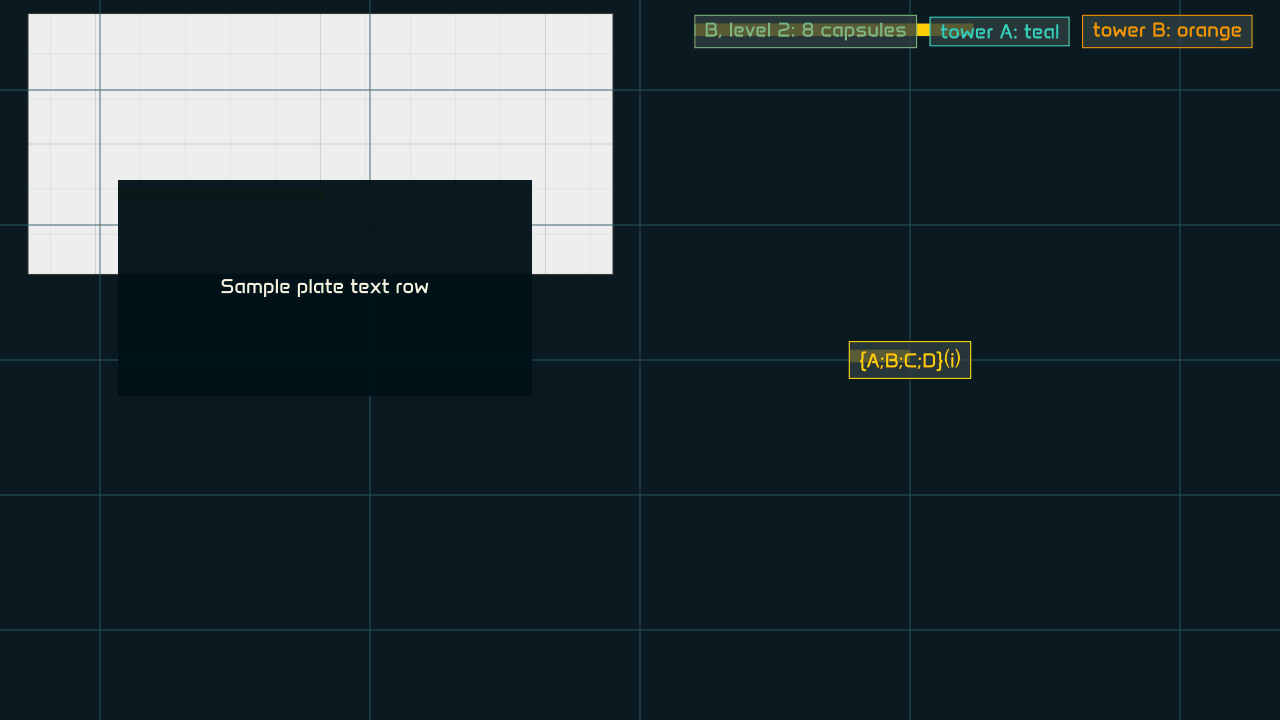 B, level 2: 8 capsules
tower A: teal
tower B: orange
Sample plate text row
{A;B;C;D}(i)